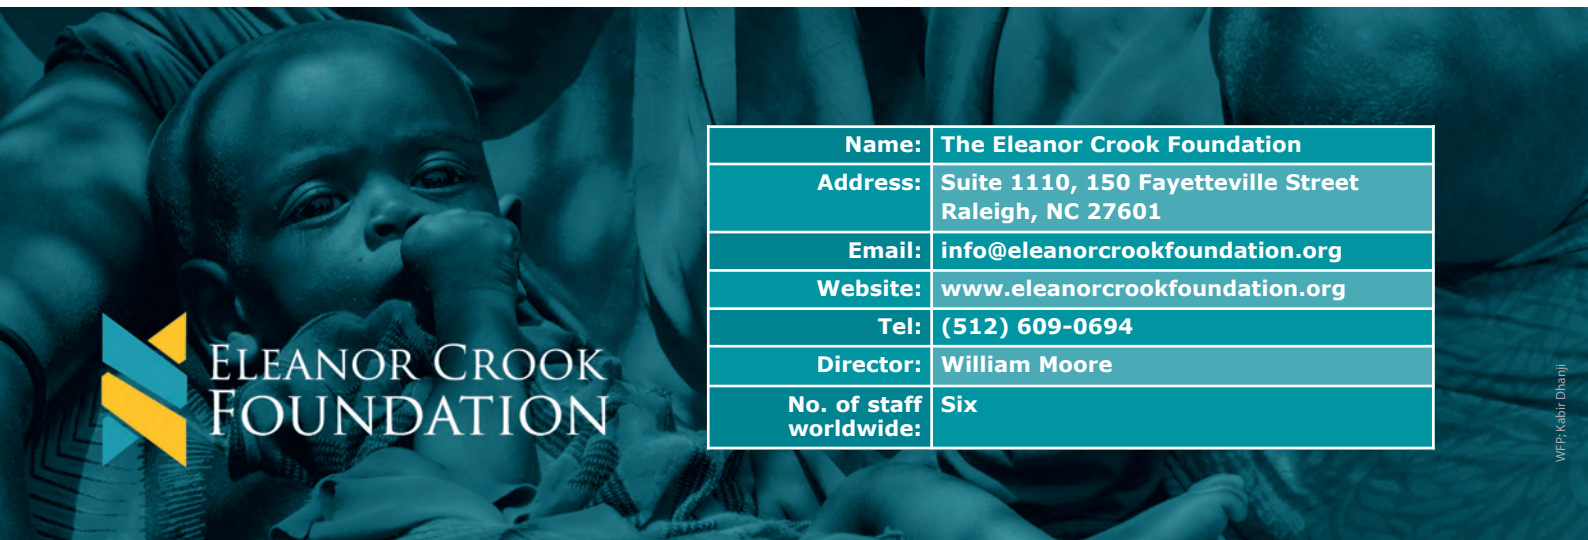 ELEANOR CROOK
FOUNDATION
Name: The Eleanor Crook Foundation
Address: Suite 1110, 150 Fayetteville Street
Raleigh, NC 27601
Email: info@eleanorcrookfoundation.org
Website: www.eleanorcrookfoundation.org
Tel: (512) 609-0694
Director: William Moore
No. of staff Six
worldwide:
WFP; Kabir Dhanji